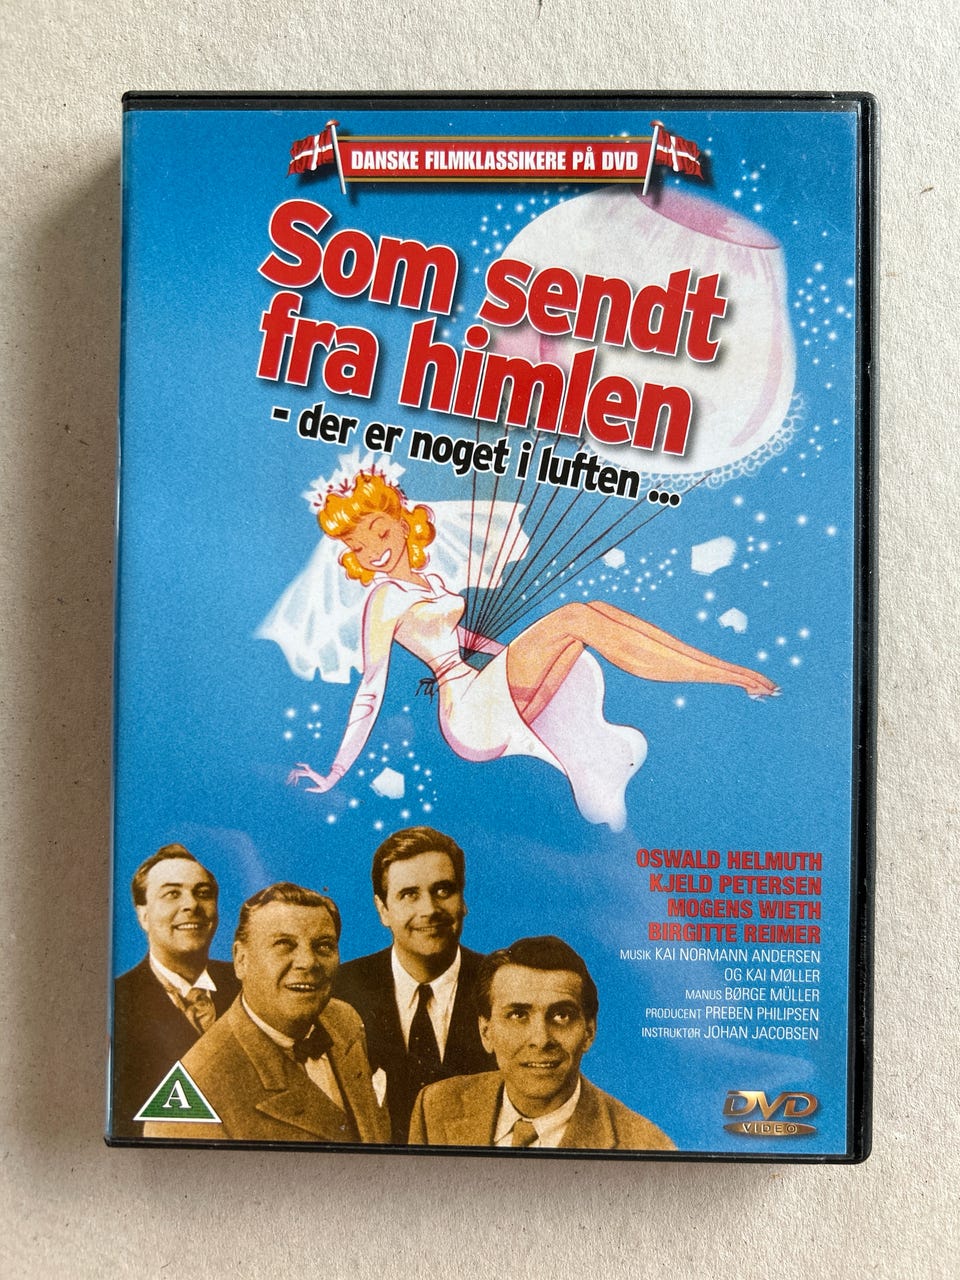 DANSKE FILMKLASSIKERE PÅ DVD
Som sendt
fra himlen
- der er noget i luften ...
OSWALD HELMUTH
KJELD PETERSEN
MOGENS WIETH
BIRGITTE REIMER
MUSIK KAI NORMANN ANDERSEN
OG KAI MØLLER
MANUS BØRGE MÜLLER
PRODUCENT PREBEN PHILIPSEN
INSTRUKTØR JOHAN JACOBSEN
A
DVD
VIDEO